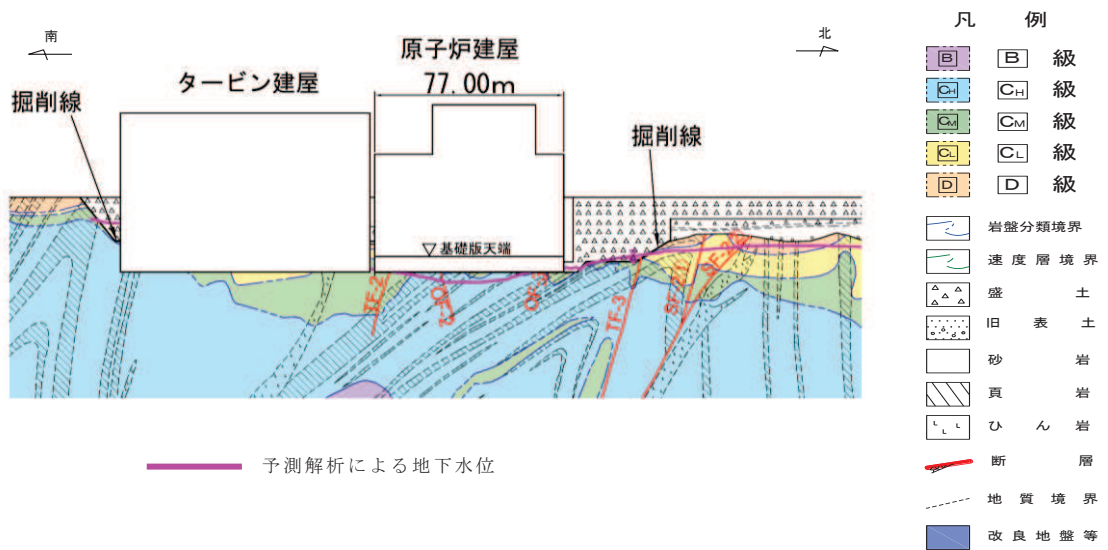 南
北
原子炉建屋
77.00m
タービン建屋
掘削線
掘削線
▽基礎版天端
TF-2
TF-3
予測解析による地下水位
凡 例
B B 級
CH CH 級
CM CM 級
CL CL 級
D D 級
岩盤分類境界
速度層境界
盛 土
旧 表 土
砂 岩
頁 岩
ひ ん 岩
断 層
地 質 境 界
改 良 地 盤 等